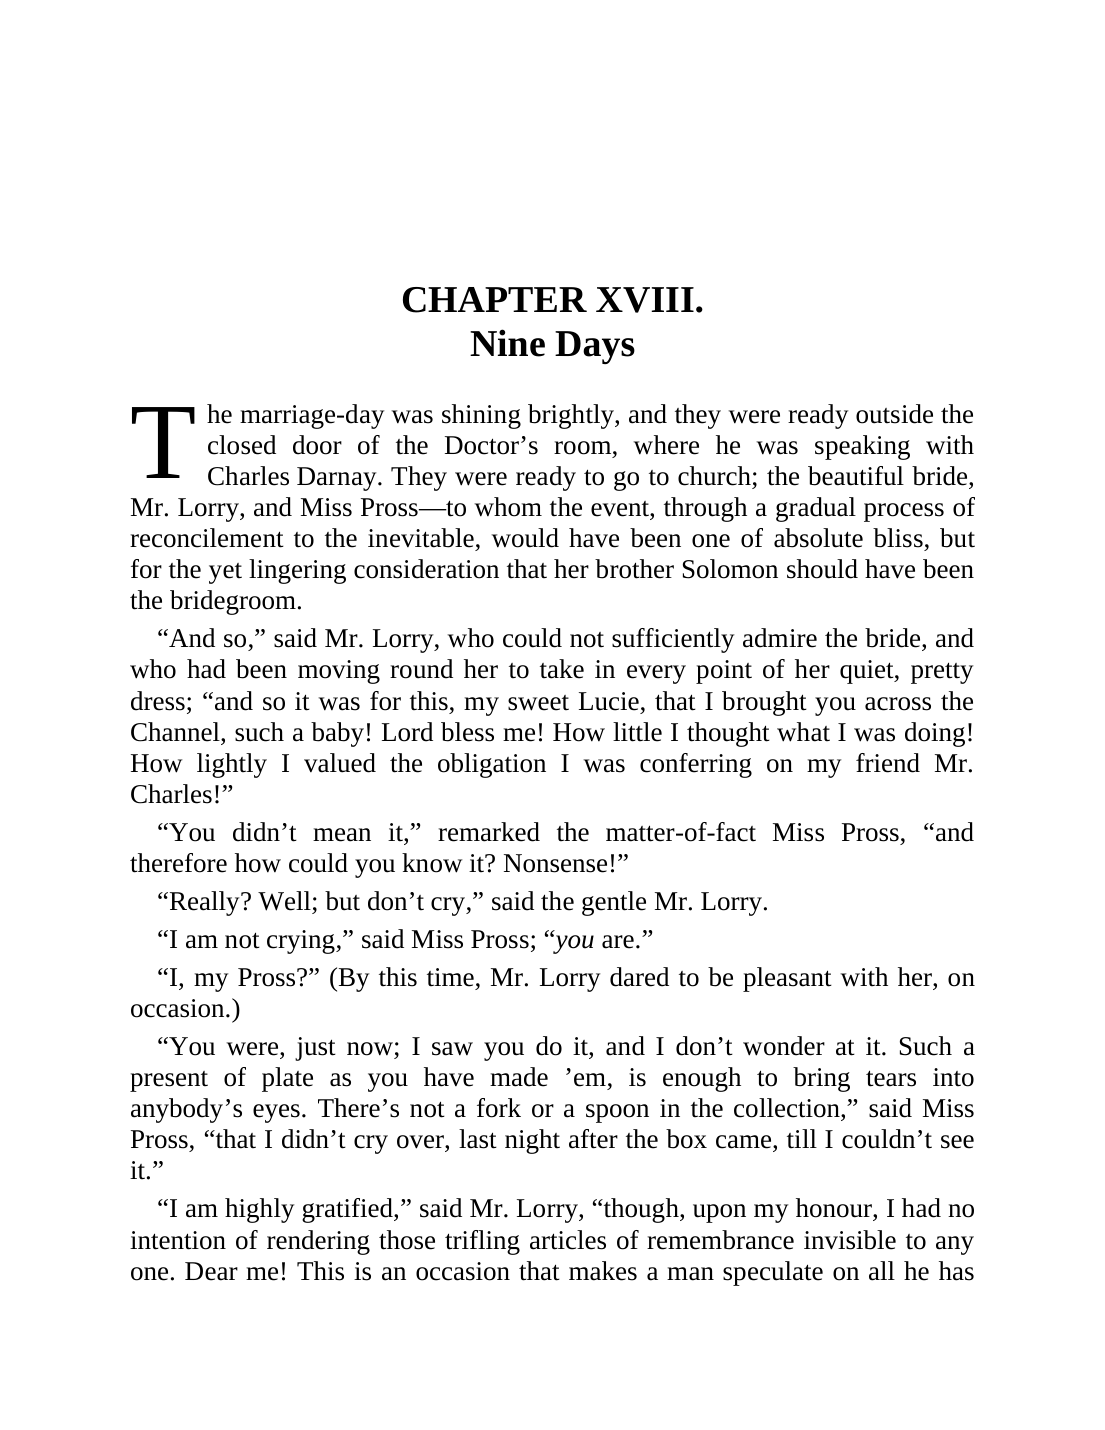 CHAPTER XVIII.
Nine Days
The marriage-day was shining brightly, and they were ready outside the
closed door of the Doctor’s room, where he was speaking with
Charles Darnay. They were ready to go to church; the beautiful bride,
Mr. Lorry, and Miss Pross—to whom the event, through a gradual process of
reconcilement to the inevitable, would have been one of absolute bliss, but
for the yet lingering consideration that her brother Solomon should have been
the bridegroom.
“And so,” said Mr. Lorry, who could not sufficiently admire the bride, and
who had been moving round her to take in every point of her quiet, pretty
dress; “and so it was for this, my sweet Lucie, that I brought you across the
Channel, such a baby! Lord bless me! How little I thought what I was doing!
How lightly I valued the obligation I was conferring on my friend Mr.
Charles!”
“You didn’t mean it,” remarked the matter-of-fact Miss Pross, “and
therefore how could you know it? Nonsense!”
“Really? Well; but don’t cry,” said the gentle Mr. Lorry.
“I am not crying,” said Miss Pross; “you are.”
“I, my Pross?” (By this time, Mr. Lorry dared to be pleasant with her, on
occasion.)
“You were, just now; I saw you do it, and I don’t wonder at it. Such a
present of plate as you have made ’em, is enough to bring tears into
anybody’s eyes. There’s not a fork or a spoon in the collection,” said Miss
Pross, “that I didn’t cry over, last night after the box came, till I couldn’t see
it.”
“I am highly gratified,” said Mr. Lorry, “though, upon my honour, I had no
intention of rendering those trifling articles of remembrance invisible to any
one. Dear me! This is an occasion that makes a man speculate on all he has